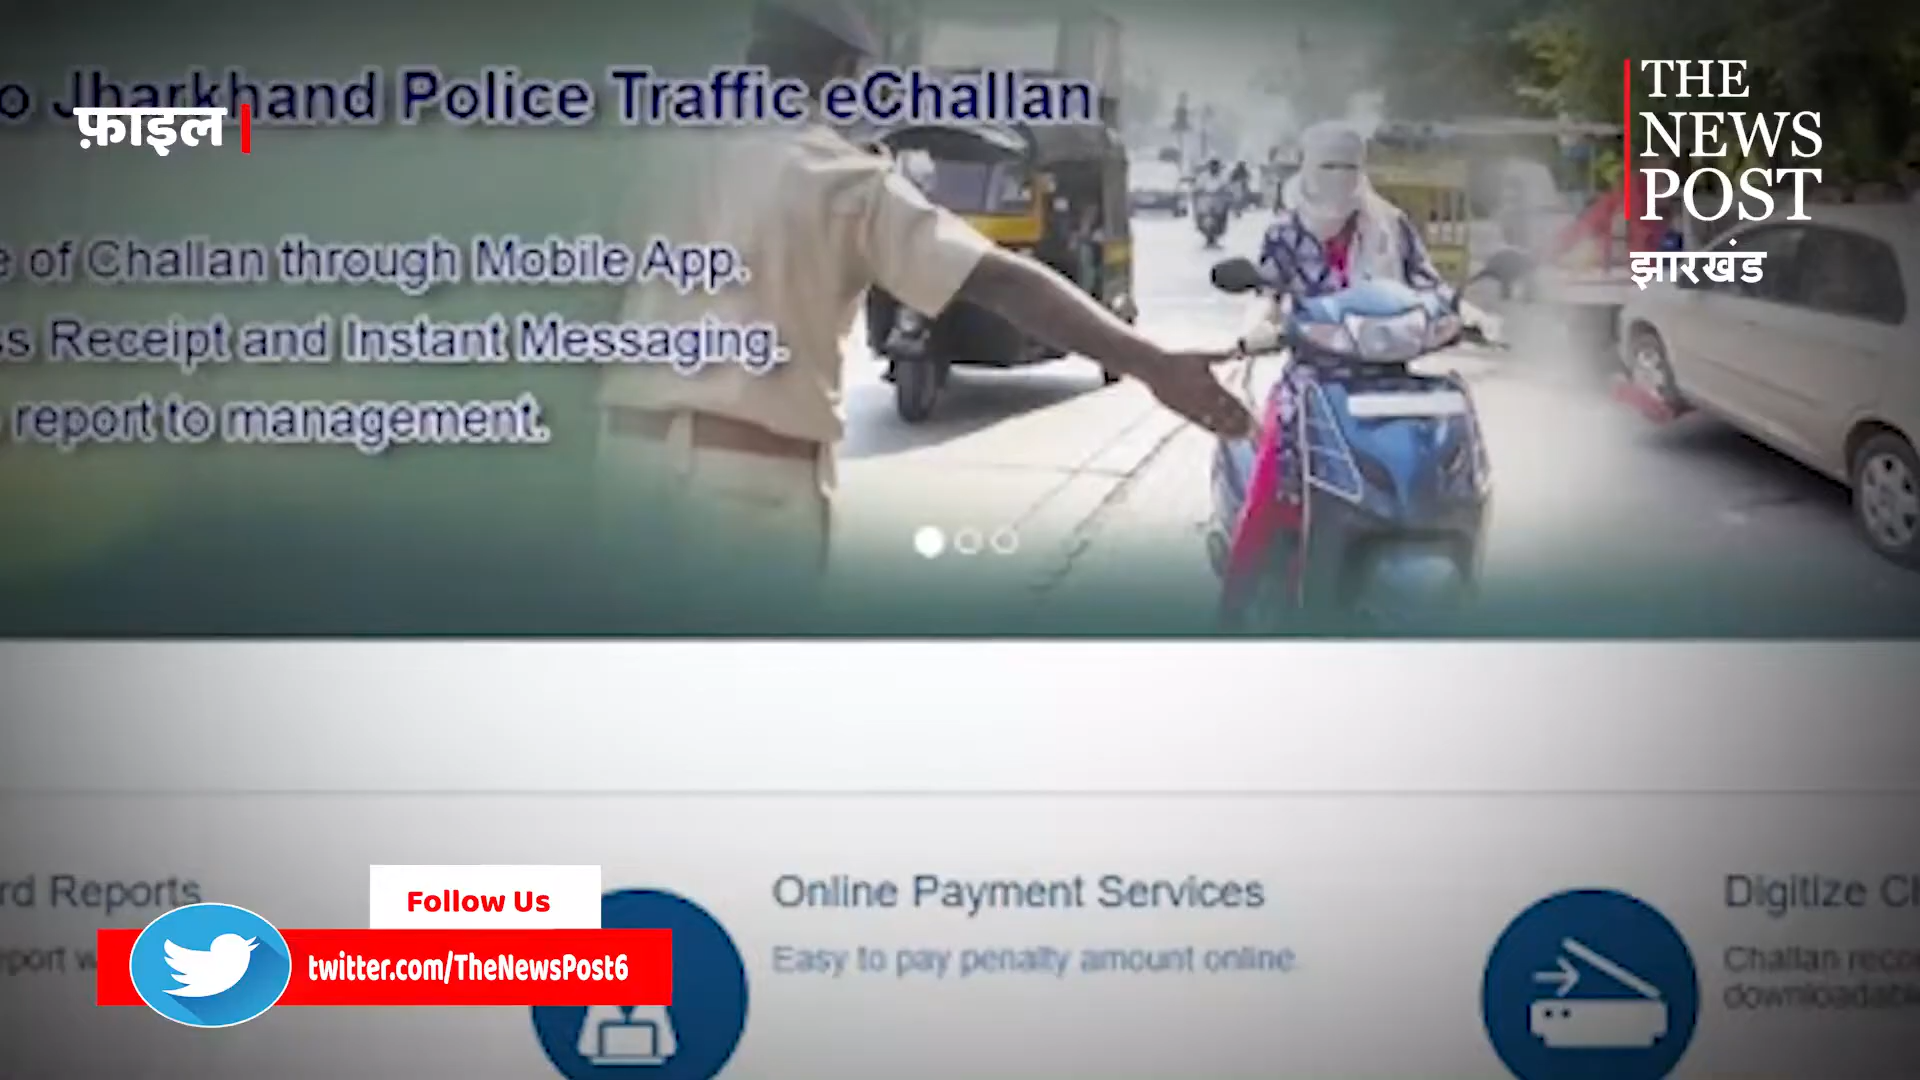 o Jharkhand Police Traffic eChallan
फ़ाइल
THE
NEWS
POST
झारखंड
of Challan through Mobile App.
Receipt and Instant Messaging.
report to management.
rd Reports
Online Payment Services
Easy to pay penalty amount online
Digitize
Challan
Follow Us
twitter.com/TheNewsPost6